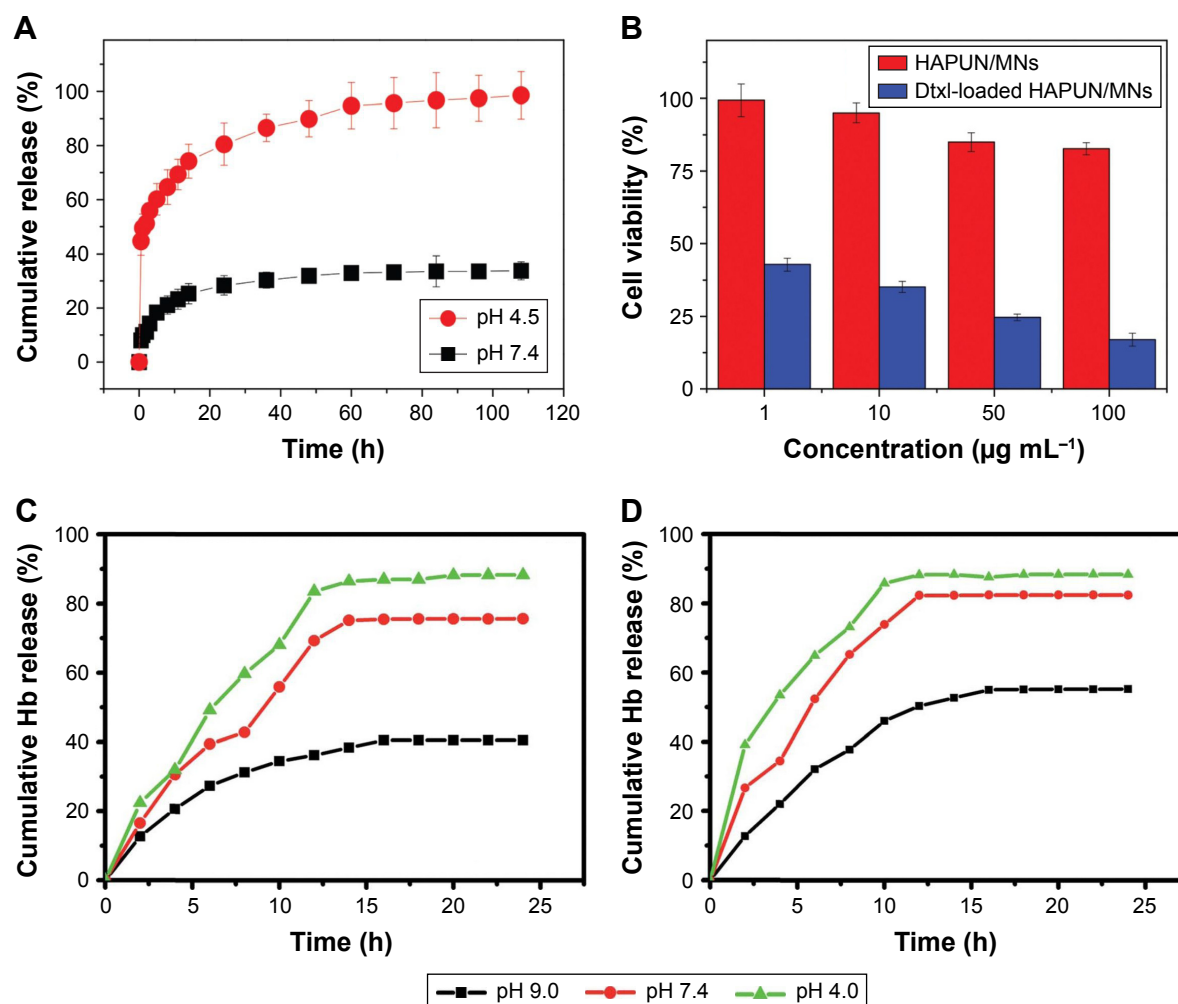 A
Cumulative release (%)
100
80
60
40
20
0
0 20 40 60 80 100 120
Time (h)
pH 4.5
pH 7.4
B
Cell viability (%)
100
75
50
25
0
1 10 50 100
Concentration (µg mL⁻¹)
HAPUN/MNs
Dtxl-loaded HAPUN/MNs
C
Cumulative Hb release (%)
100
80
60
40
20
0
0 5 10 15 20 25
Time (h)
D
Cumulative Hb release (%)
100
80
60
40
20
0
0 5 10 15 20 25
Time (h)
pH 9.0 pH 7.4 pH 4.0